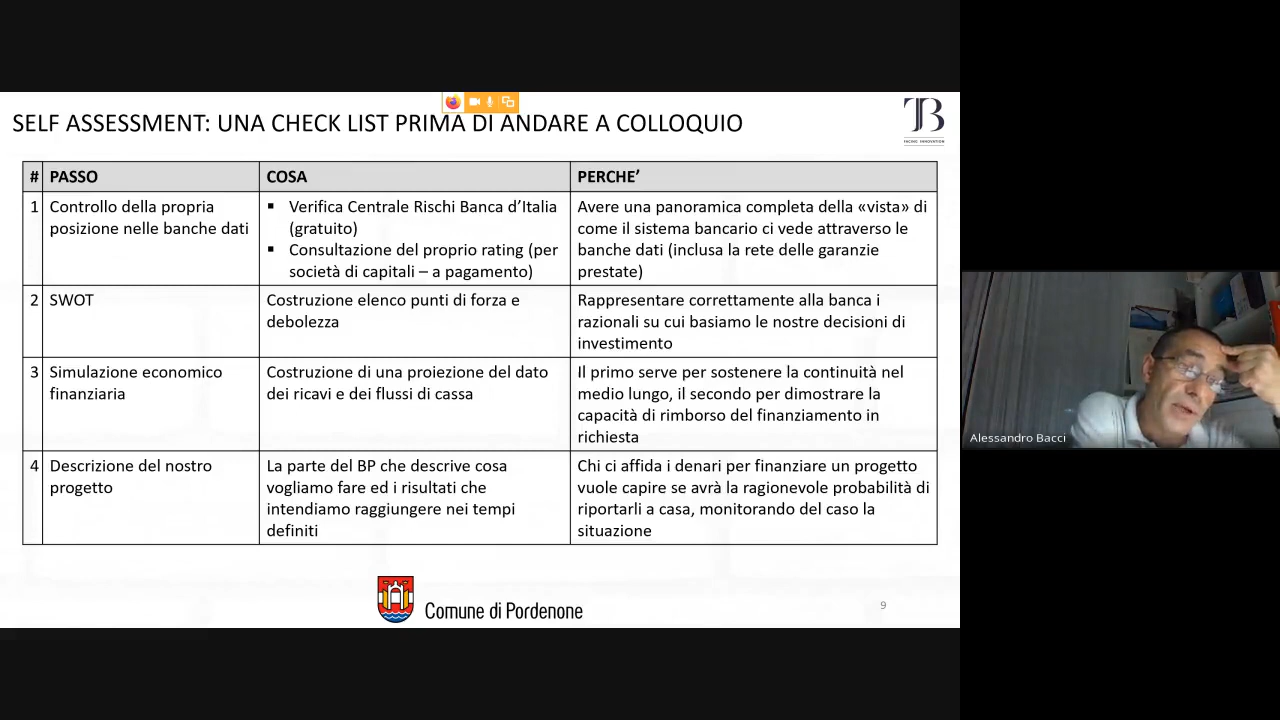 SELF ASSESSMENT: UNA CHECK LIST PRIMA DI ANDARE A COLLOQUIO
TB
FACING INNOVATION
# PASSO COSA PERCHE’
1 Controllo della propria
posizione nelle banche dati
▪ Verifica Centrale Rischi Banca d’Italia
(gratuito)
▪ Consultazione del proprio rating (per
società di capitali – a pagamento)
Avere una panoramica completa della «vista» di
come il sistema bancario ci vede attraverso le
banche dati (inclusa la rete delle garanzie
prestate)
2 SWOT
Costruzione elenco punti di forza e
debolezza
Rappresentare correttamente alla banca i
razionali su cui basiamo le nostre decisioni di
investimento
3 Simulazione economico
finanziaria
Costruzione di una proiezione del dato
dei ricavi e dei flussi di cassa
Il primo serve per sostenere la continuità nel
medio lungo, il secondo per dimostrare la
capacità di rimborso del finanziamento in
richiesta
4 Descrizione del nostro
progetto
La parte del BP che descrive cosa
vogliamo fare ed i risultati che
intendiamo raggiungere nei tempi
definiti
Chi ci affida i denari per finanziare un progetto
vuole capire se avrà la ragionevole probabilità di
riportarli a casa, monitorando del caso la
situazione
Comune di Pordenone
9
Alessandro Bacci